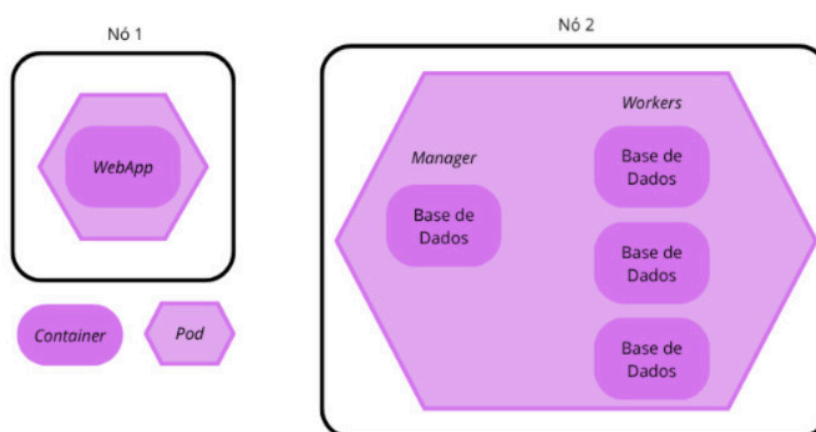 Nó 1
WebApp
Container
Pod
Nó 2
Manager
Base de
Dados
Workers
Base de
Dados
Base de
Dados
Base de
Dados